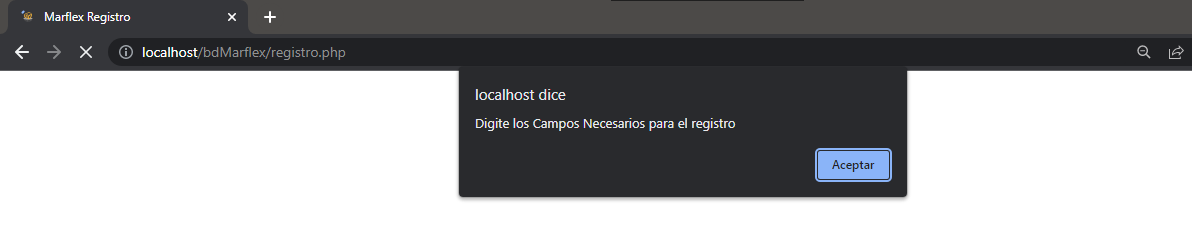 Marflex Registro
localhost/bdMarflex/registro.php
localhost dice
Digite los Campos Necesarios para el registro
Aceptar